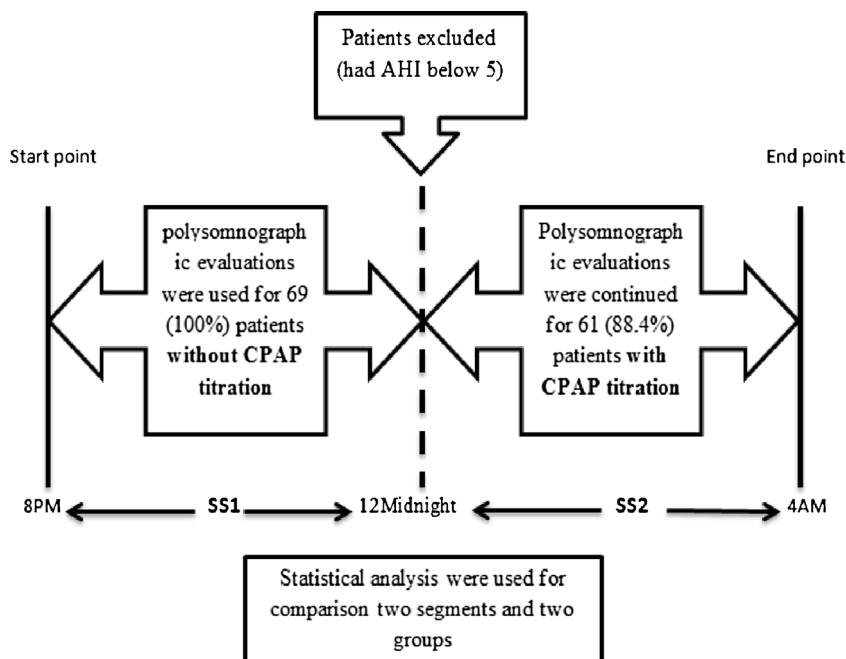 Patients excluded
(had AHI below 5)
Start point
End point
polysomnograph
ic evaluations
were used for 69
(100%) patients
without CPAP
titration
Polysomnograph
ic evaluations
were continued
for 61 (88.4%)
patients with
CPAP titration
8PM
SS1
12Midnight
SS2
4AM
Statistical analysis were used for
comparison two segments and two
groups